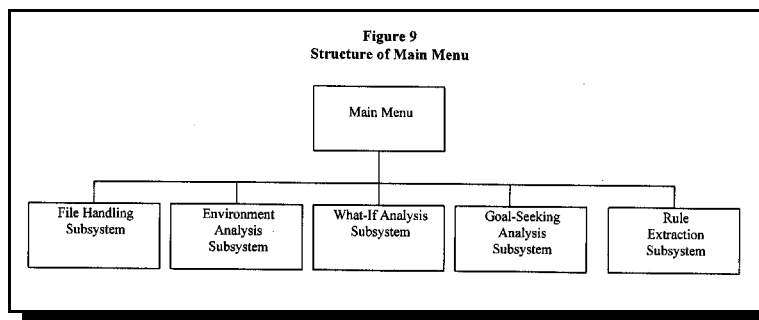 Figure 9
Structure of Main Menu
Main Menu
File Handling
Subsystem
Environment
Analysis
Subsystem
What-If Analysis
Subsystem
Goal-Seeking
Analysis
Subsystem
Rule
Extraction
Subsystem